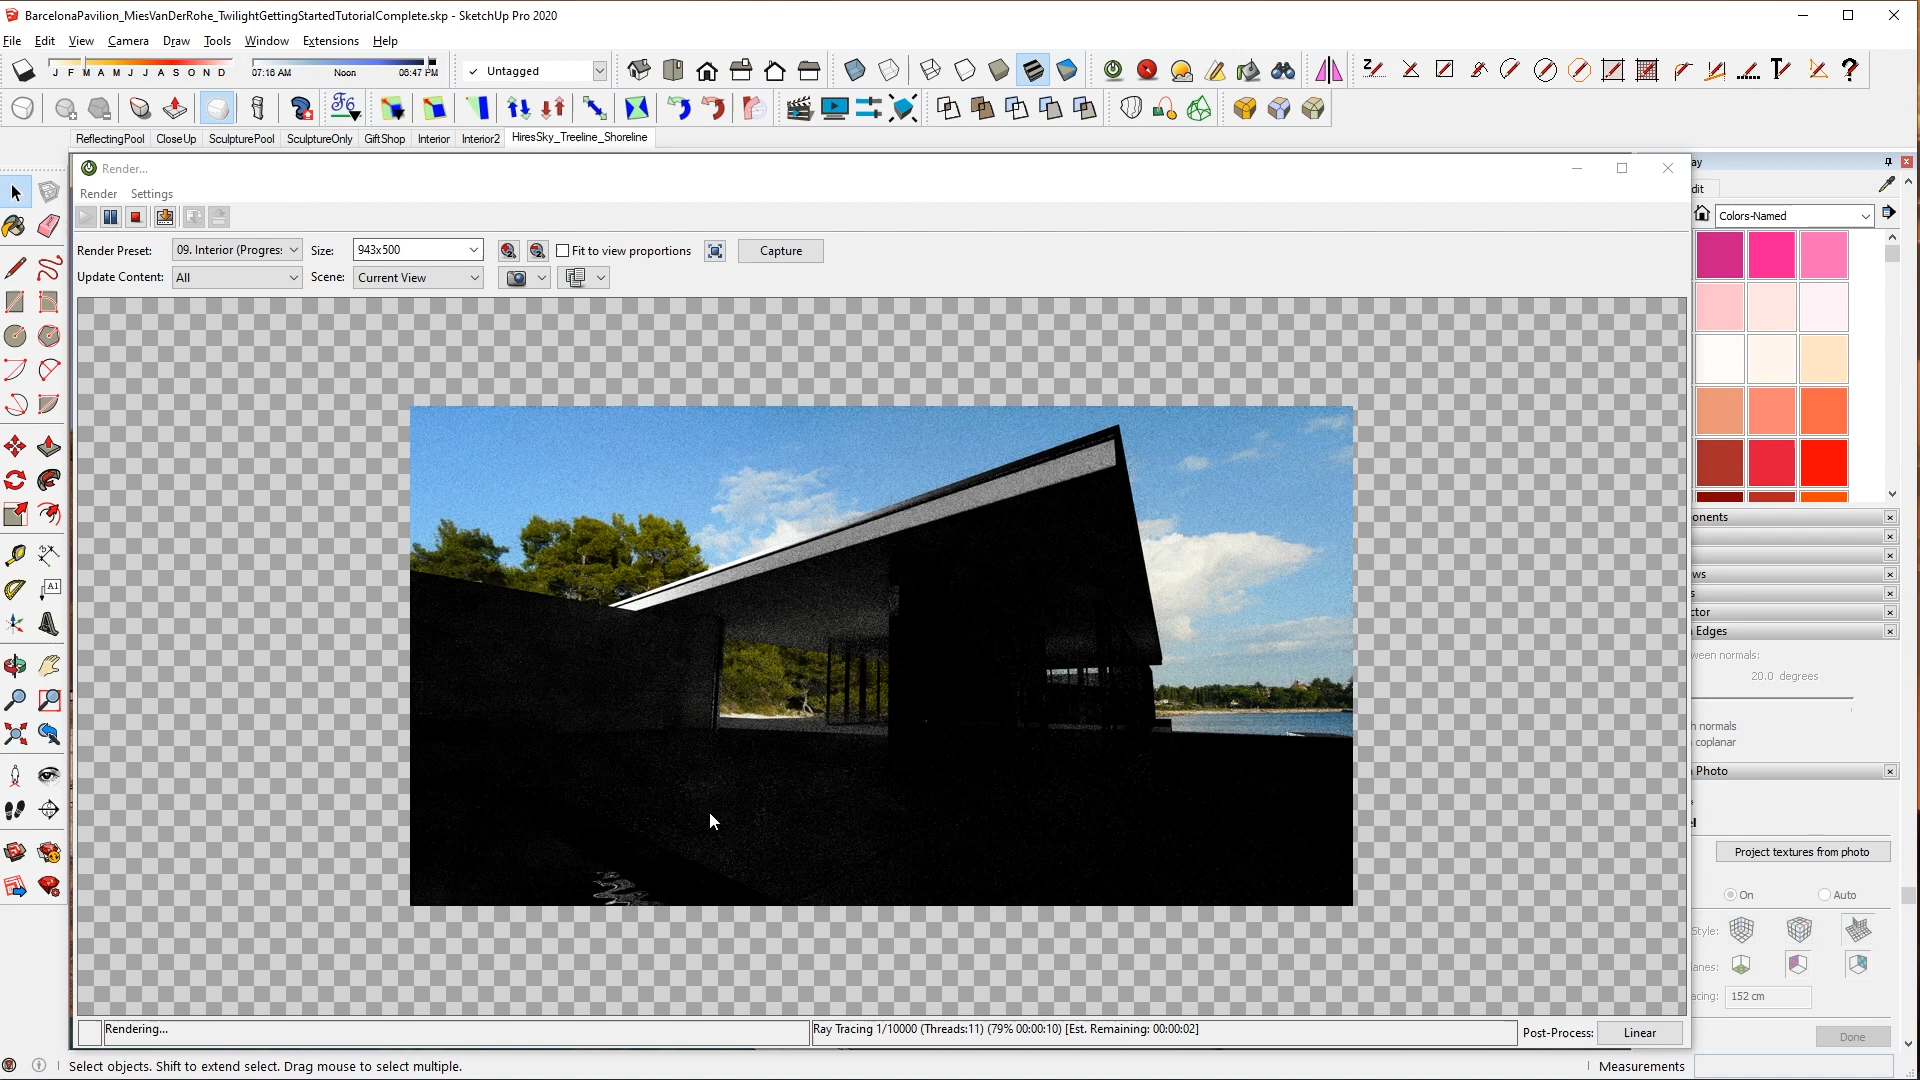 BarcelonaPavilion_MiesVanDerRohe_TwilightGettingStartedTutorialComplete.skp - SketchUp Pro 2020
File Edit View Camera Draw Tools Window Extensions Help
J F M A M J J A S O N D 07:16 AM Noon 06:47 PM Untagged
ReflectingPool CloseUp SculpturePool SculptureOnly GiftShop Interior Interior2 HiresSky_Treeline_Shoreline
Render...
ay
Render Settings
dit
Colors-Named
Render Preset: 09. Interior (Progres: Size: 943x500 Fit to view proportions Capture
Update Content: All Scene: Current View
onents
ws
s
ctor
Edges
ween normals:
20.0 degrees
h normals
coplanar
Photo
el
Project textures from photo
On Auto
Style:
anes:
acing: 152 cm
Rendering... Ray Tracing 1/10000 (Threads:11) (79% 00:00:10) [Est. Remaining: 00:00:02] Post-Process: Linear
Done
Select objects. Shift to extend select. Drag mouse to select multiple. Measurements